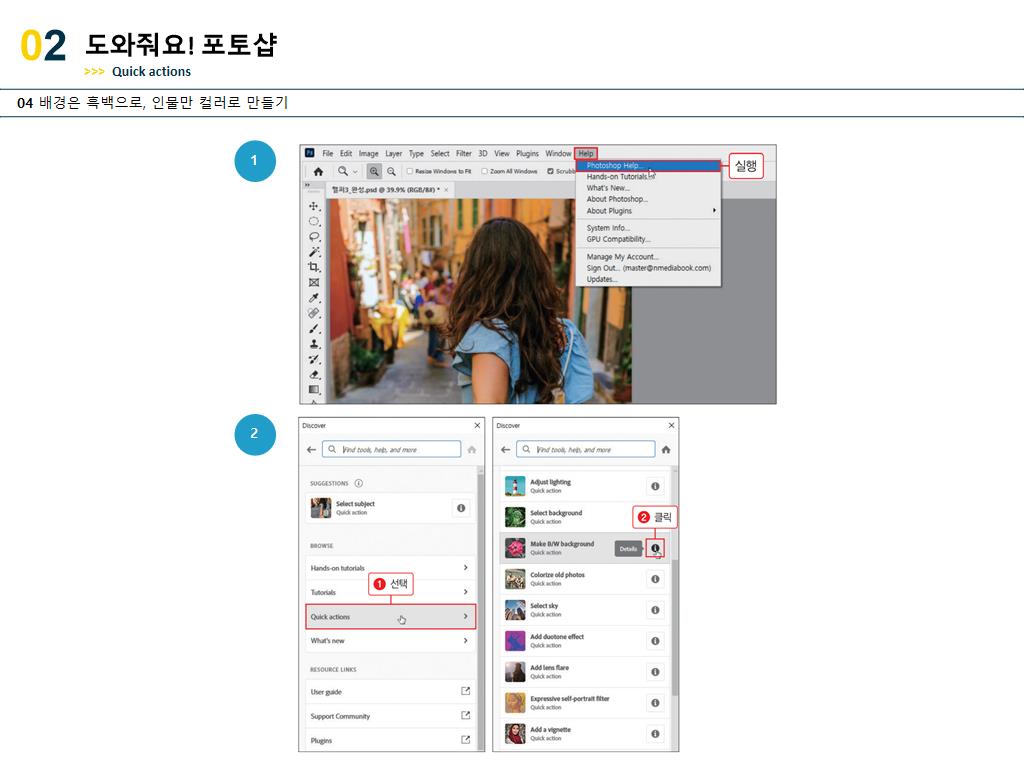 02 도와줘요! 포토샵
>>> Quick actions
04 배경은 흑백으로, 인물만 컬러로 만들기
1
Ps File Edit Image Layer Type Select Filter 3D View Plugins Window Help
Resize Windows to Fit Zoom All Windows Scrubb
Photoshop Help...
실행
Hands-on Tutorials...
What's New...
About Photoshop...
About Plugins
System Info...
GPU Compatibility...
Manage My Account...
Sign Out... (master@nmediabook.com)
Updates...
컬러3_완성.psd @ 39.9% (RGB/8#) * ×
2
Discover
Find tools, help, and more
SUGGESTIONS
Select subject
Quick action
BROWSE
Hands-on tutorials
1 선택
Tutorials
Quick actions
What's new
RESOURCE LINKS
User guide
Support Community
Plugins
Discover
Find tools, help, and more
Adjust lighting
Quick action
Select background
Quick action
2 클릭
Make B/W background
Quick action
Details
Colorize old photos
Quick action
Select sky
Quick action
Add duotone effect
Quick action
Add lens flare
Quick action
Expressive self-portrait filter
Quick action
Add a vignette
Quick action